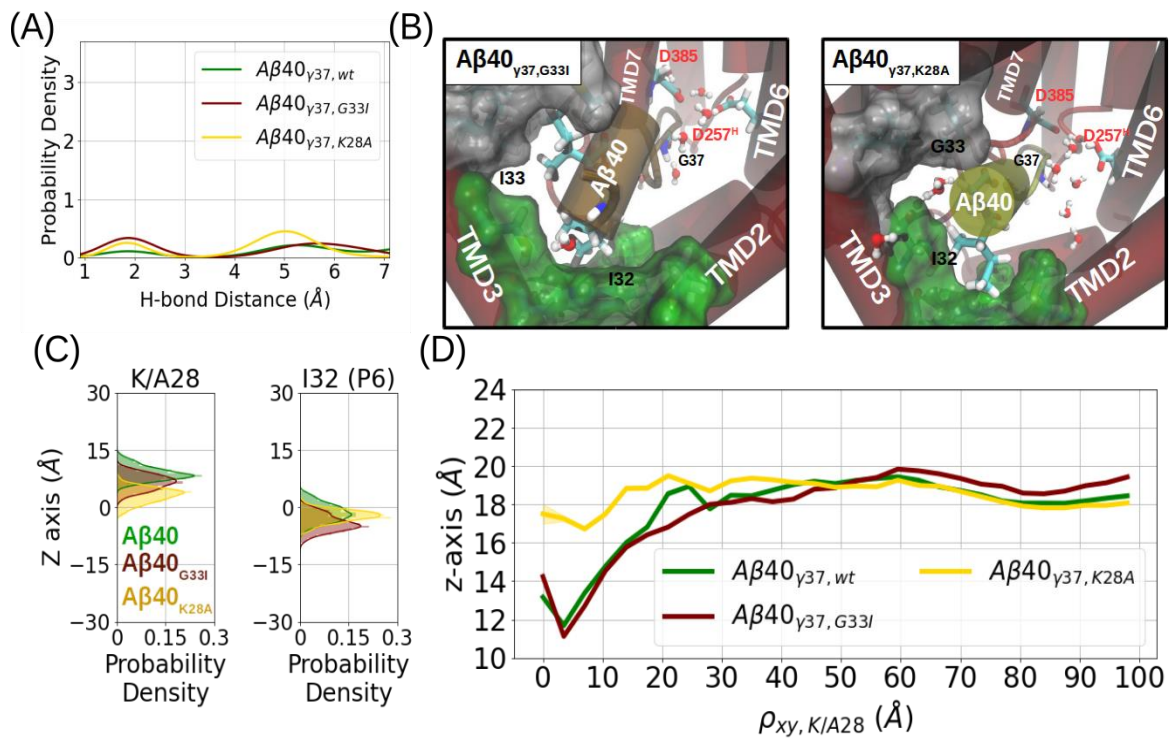 (A)
Probability Density
3
2
1
0
1 2 3 4 5 6 7
H-bond Distance (Å)
Aβ40γ37, wt
Aβ40γ37, G33I
Aβ40γ37, K28A
(B)
Aβ40γ37,G33I
D385
TMD7
TMD6
D257ᴴ
G37
I33
Aβ40
I32
TMD3
TMD2
Aβ40γ37,K28A
TMD7
D385
TMD6
D257ᴴ
G33
G37
Aβ40
I32
TMD3
TMD2
(C)
K/A28
Z axis (Å)
30
15
0
−15
−30
Aβ40
Aβ40G33I
Aβ40K28A
0 0.15 0.3
Probability
Density
I32 (P6)
30
15
0
−15
−30
0 0.15 0.3
Probability
Density
(D)
z-axis (Å)
24
22
20
18
16
14
12
10
Aβ40γ37, wt
Aβ40γ37, G33I
Aβ40γ37, K28A
0 10 20 30 40 50 60 70 80 90 100
ρxy, K/A28 (Å)